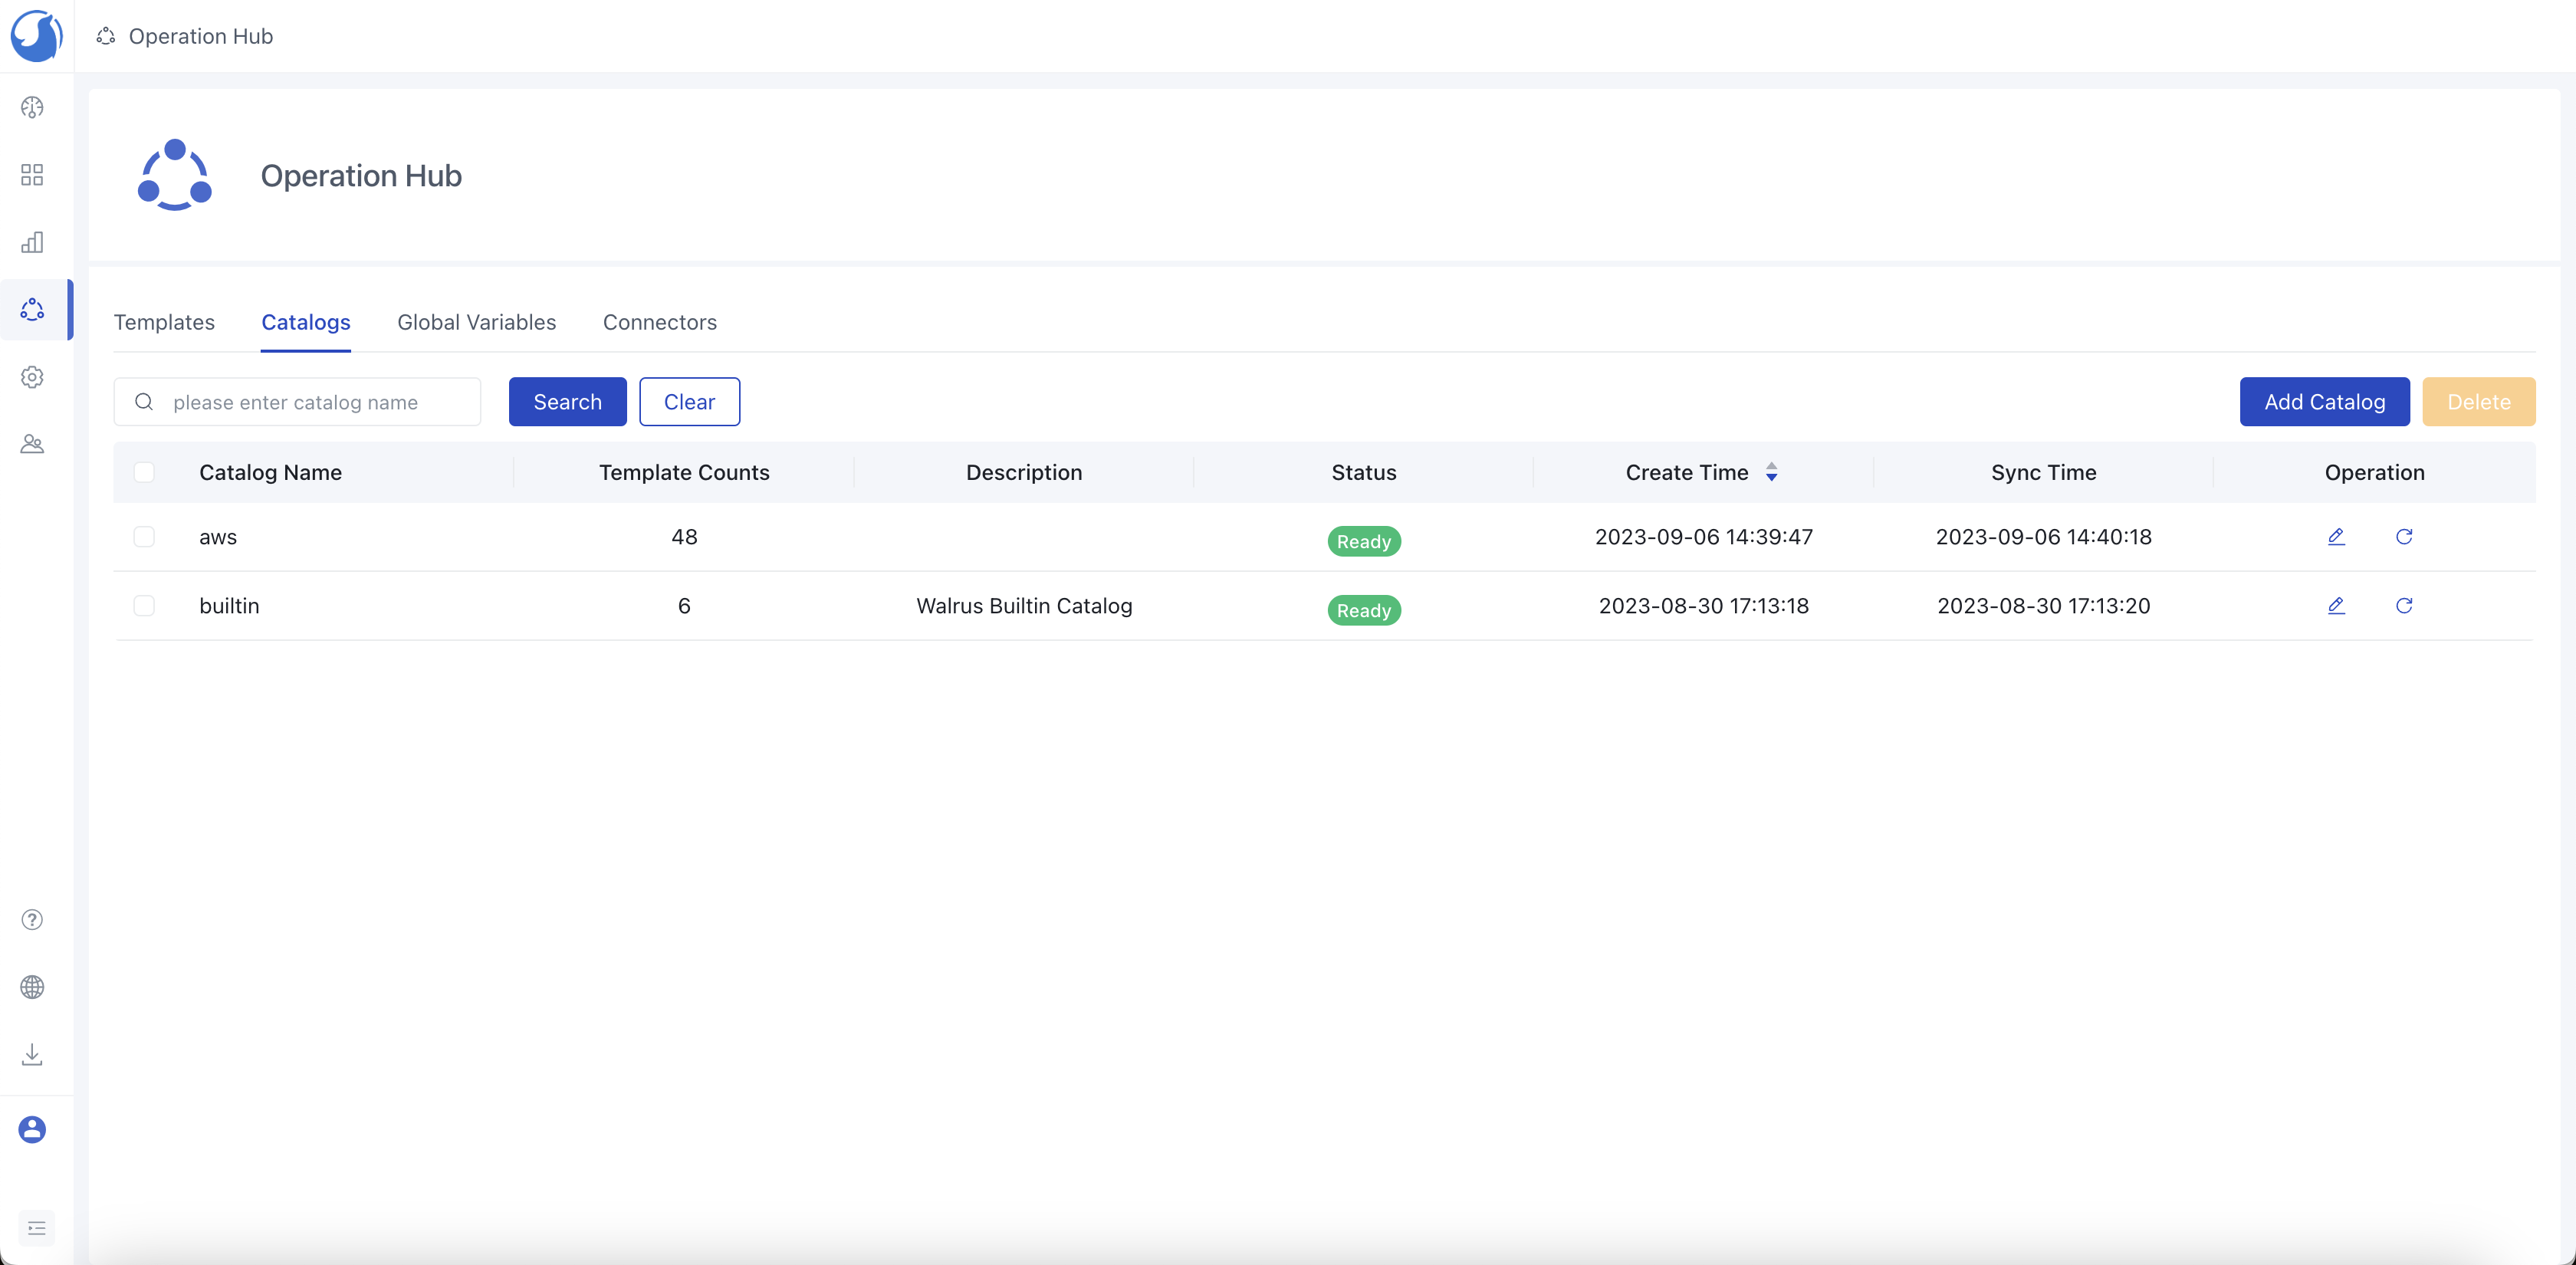 Operation Hub
Operation Hub
Templates Catalogs Global Variables Connectors
please enter catalog name Search Clear Add Catalog Delete
Catalog Name Template Counts Description Status Create Time Sync Time Operation
aws 48 Ready 2023-09-06 14:39:47 2023-09-06 14:40:18
builtin 6 Walrus Builtin Catalog Ready 2023-08-30 17:13:18 2023-08-30 17:13:20